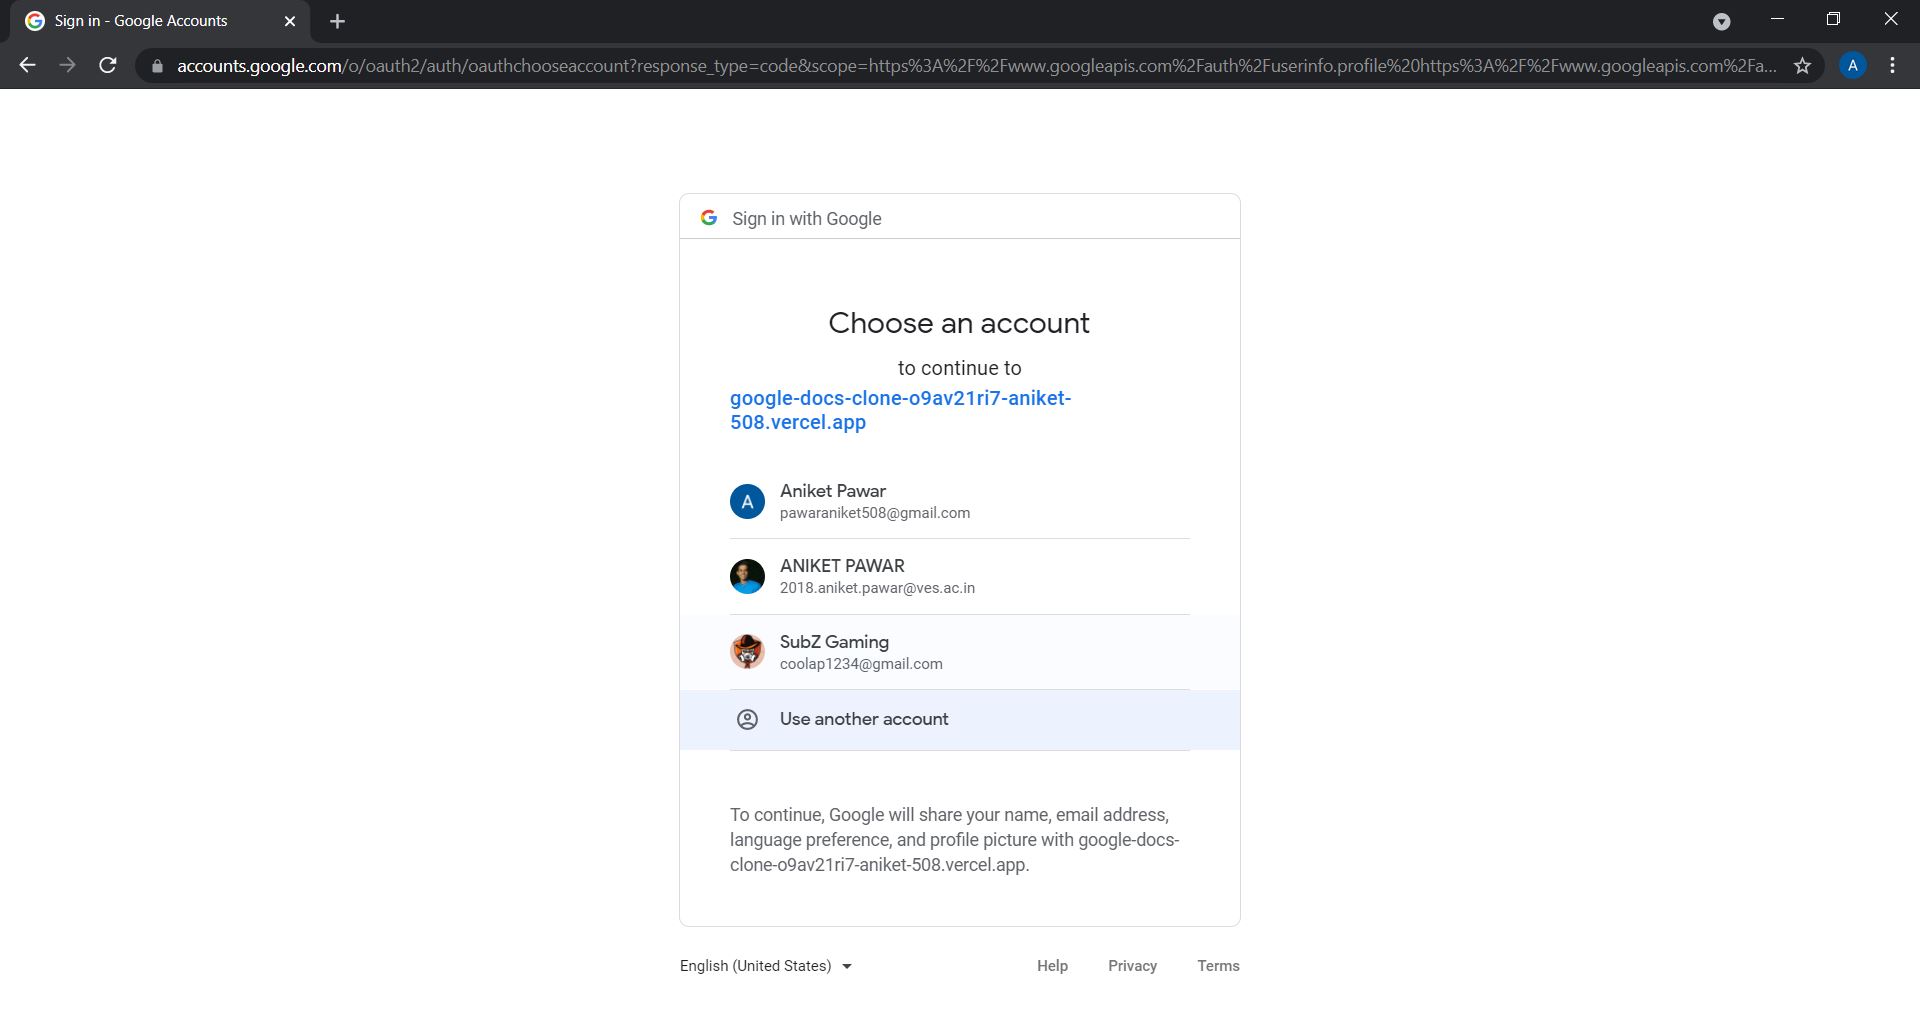 Sign in - Google Accounts
accounts.google.com/o/oauth2/auth/oauthchooseaccount?response_type=code&scope=https%3A%2F%2Fwww.googleapis.com%2Fauth%2Fuserinfo.profile%20https%3A%2F%2Fwww.googleapis.com%2Fa...
A
Sign in with Google
Choose an account
to continue to
google-docs-clone-o9av21ri7-aniket-
508.vercel.app
A
Aniket Pawar
pawaraniket508@gmail.com
ANIKET PAWAR
2018.aniket.pawar@ves.ac.in
SubZ Gaming
coolap1234@gmail.com
Use another account
To continue, Google will share your name, email address,
language preference, and profile picture with google-docs-
clone-o9av21ri7-aniket-508.vercel.app.
English (United States)
Help
Privacy
Terms